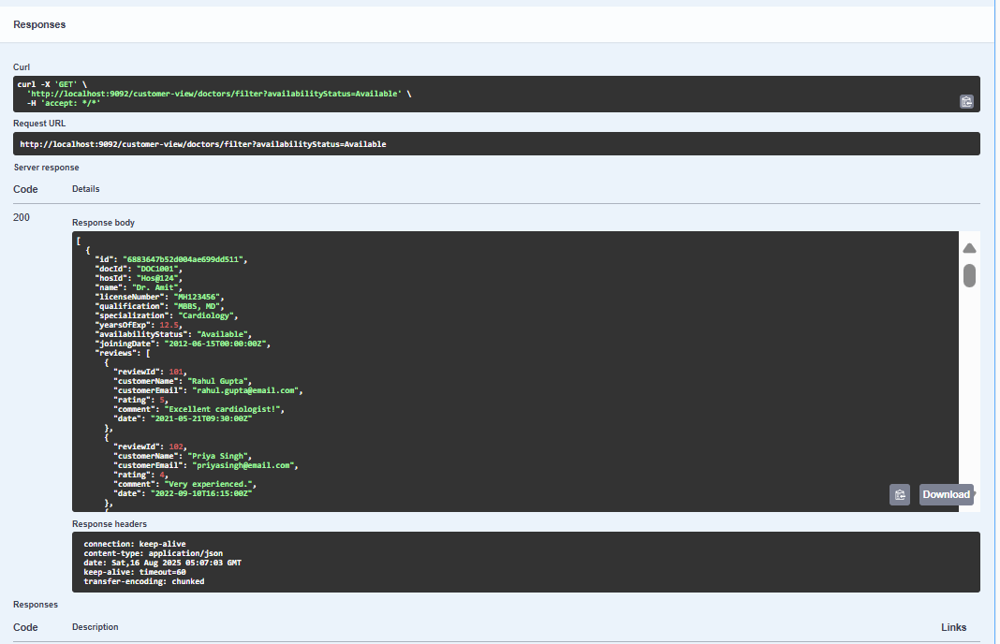 Responses
Curl
curl -X 'GET' \
'http://localhost:9092/customer-view/doctors/filter?availabilityStatus=Available' \
-H 'accept: */*'
Request URL
http://localhost:9092/customer-view/doctors/filter?availabilityStatus=Available
Server response
Code Details
200
Response body
[
{
"id": "6883647b52d004ae699dd511",
"docId": "DOC1001",
"hosId": "Hos@124",
"name": "Dr. Amit",
"licenseNumber": "MH123456",
"qualification": "MBBS, MD",
"specialization": "Cardiology",
"yearsOfExp": 12.5,
"availabilityStatus": "Available",
"joiningDate": "2012-06-15T00:00:00Z",
"reviews": [
{
"reviewId": 101,
"customerName": "Rahul Gupta",
"customerEmail": "rahul.gupta@email.com",
"rating": 5,
"comment": "Excellent cardiologist!",
"date": "2021-05-21T09:30:00Z"
},
{
"reviewId": 102,
"customerName": "Priya Singh",
"customerEmail": "priyasingh@email.com",
"rating": 4,
"comment": "Very experienced.",
"date": "2022-09-10T16:15:00Z"
},
{
Download
Response headers
connection: keep-alive
content-type: application/json
date: Sat,16 Aug 2025 05:07:03 GMT
keep-alive: timeout=60
transfer-encoding: chunked
Responses
Code Description Links